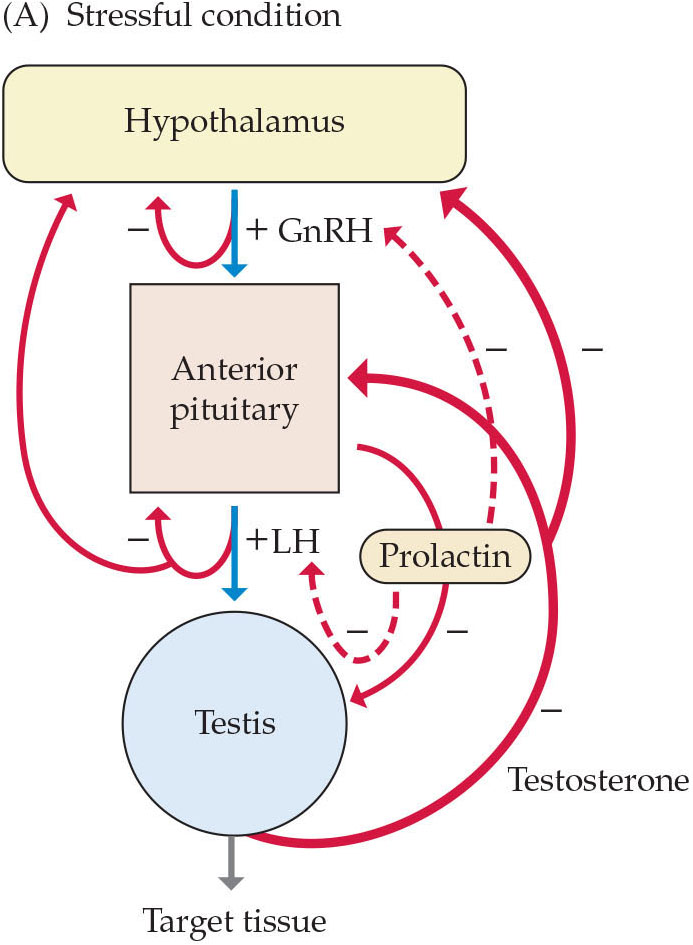 (A) Stressful condition
Hypothalamus
–
+ GnRH
–
–
Anterior
pituitary
–
+LH
Prolactin
–
–
Testis
–
Testosterone
Target tissue